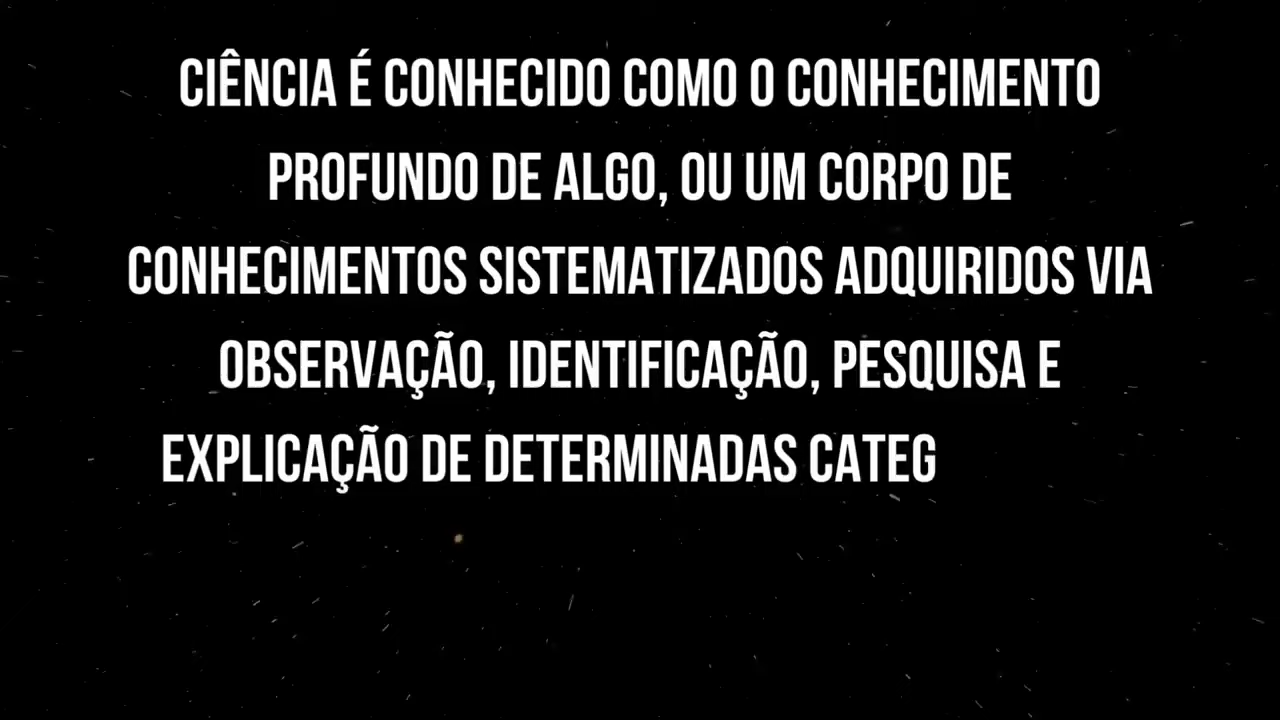 CIÊNCIA É CONHECIDO COMO O CONHECIMENTO
PROFUNDO DE ALGO, OU UM CORPO DE
CONHECIMENTOS SISTEMATIZADOS ADQUIRIDOS VIA
OBSERVAÇÃO, IDENTIFICAÇÃO, PESQUISA E
EXPLICAÇÃO DE DETERMINADAS CATEG